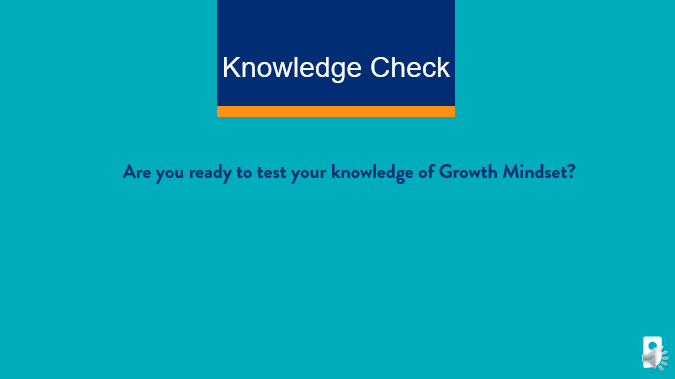 Knowledge Check
Are you ready to test your knowledge of Growth Mindset?